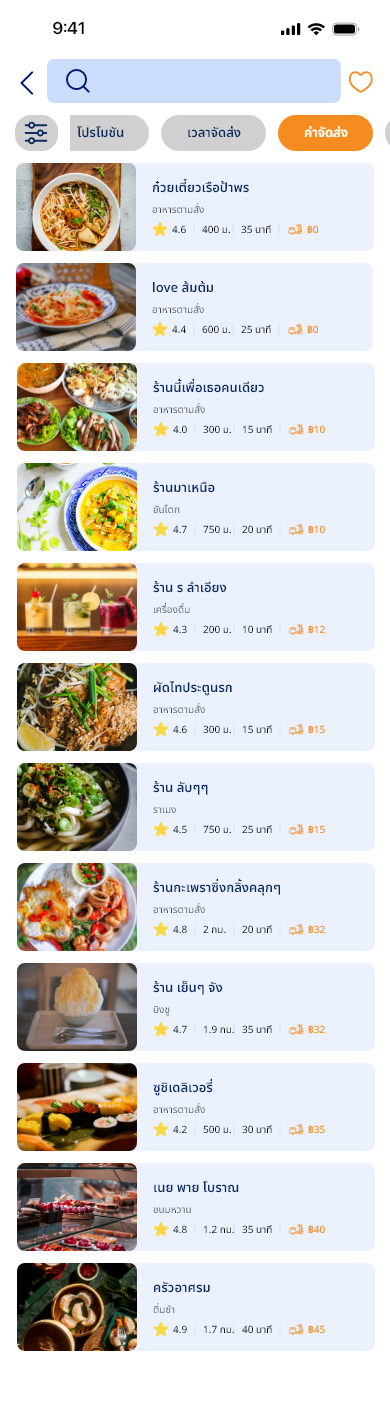 9:41
โปรโมชัน
เวลาจัดส่ง
ค่าจัดส่ง
ก๋วยเตี๋ยวเรือป้าพร
อาหารตามสั่ง
4.6 400 ม. 35 นาที ฿0
love ส้มตำ
อาหารตามสั่ง
4.4 600 ม. 25 นาที ฿0
ร้านนี้เพื่อเธอคนเดียว
อาหารตามสั่ง
4.0 300 ม. 15 นาที ฿10
ร้านมาเหนือ
ขันโตก
4.7 750 ม. 20 นาที ฿10
ร้าน ร ลำเอียง
เครื่องดื่ม
4.3 200 ม. 10 นาที ฿12
ผัดไทประตูนรก
อาหารตามสั่ง
4.6 300 ม. 15 นาที ฿15
ร้าน ลับๆๆ
ราเมง
4.5 750 ม. 25 นาที ฿15
ร้านกะเพราซิ่งกลิ้งคลุกๆ
อาหารตามสั่ง
4.8 2 กม. 20 นาที ฿32
ร้าน เย็นๆ จัง
บิงซู
4.7 1.9 กม. 35 นาที ฿32
ซูชิเดลิเวอรี่
อาหารตามสั่ง
4.2 500 ม. 30 นาที ฿35
เนย พาย โบราณ
ขนมหวาน
4.8 1.2 กม. 35 นาที ฿40
ครัวอาศรม
ติ่มซำ
4.9 1.7 กม. 40 นาที ฿45